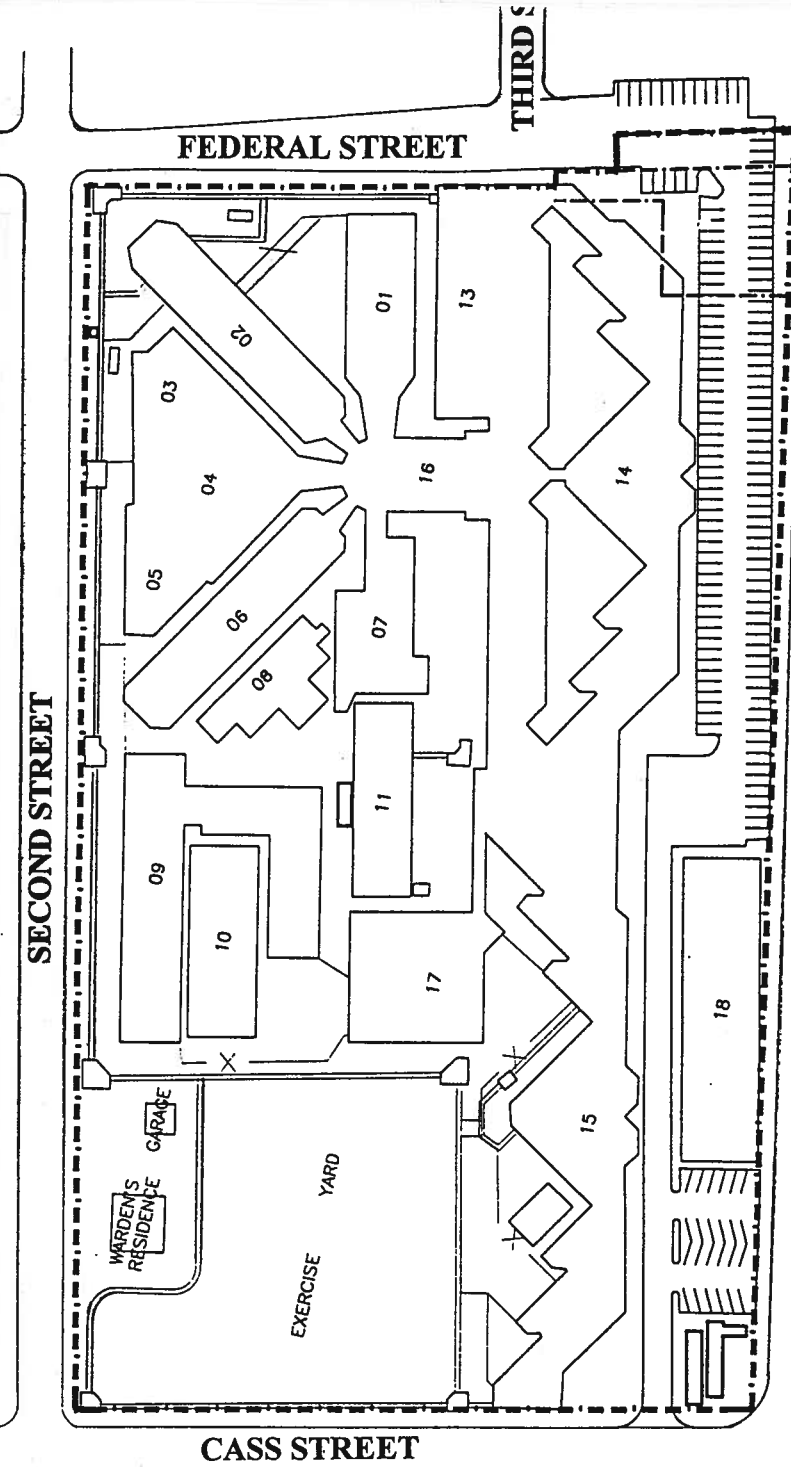 THIRD S
FEDERAL STREET
01
13
02
03
16
14
04
05
06
07
08
SECOND STREET
11
09
10
17
18
GARAGE
15
YARD
WARDEN'S
RESIDENCE
EXERCISE
CASS STREET